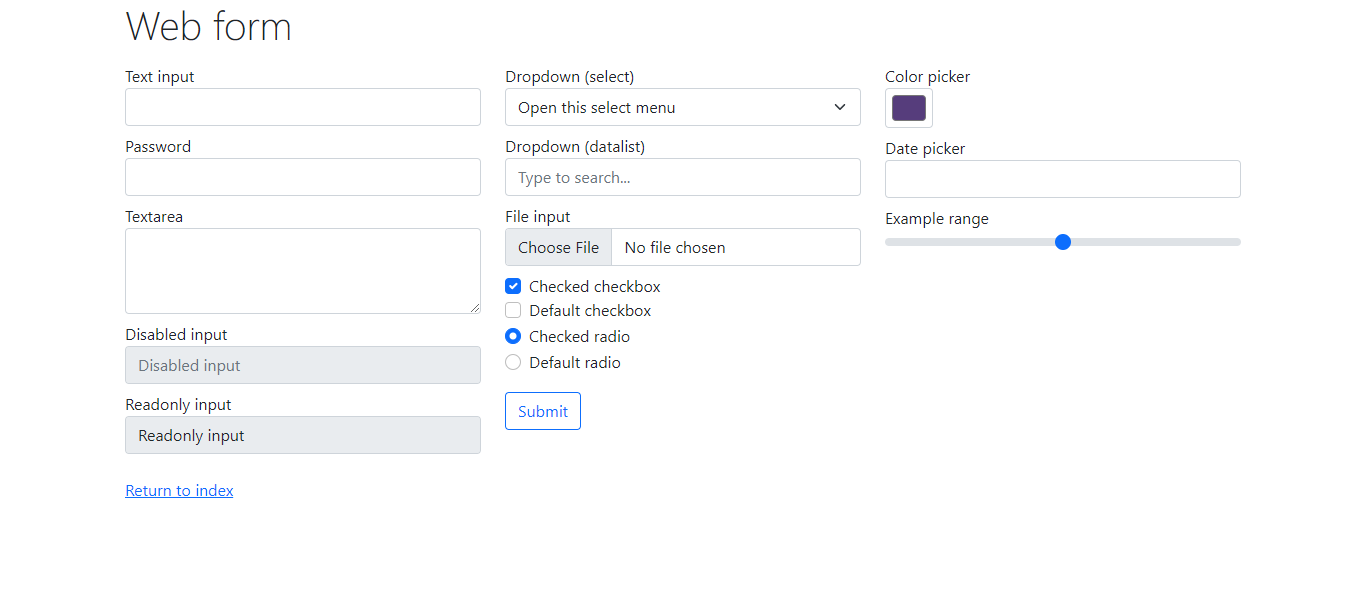 Web form
Text input
Password
Textarea
Disabled input
Disabled input
Readonly input
Readonly input
Return to index
Dropdown (select)
Open this select menu
Dropdown (datalist)
Type to search...
File input
Choose File No file chosen
Checked checkbox
Default checkbox
Checked radio
Default radio
Submit
Color picker
Date picker
Example range